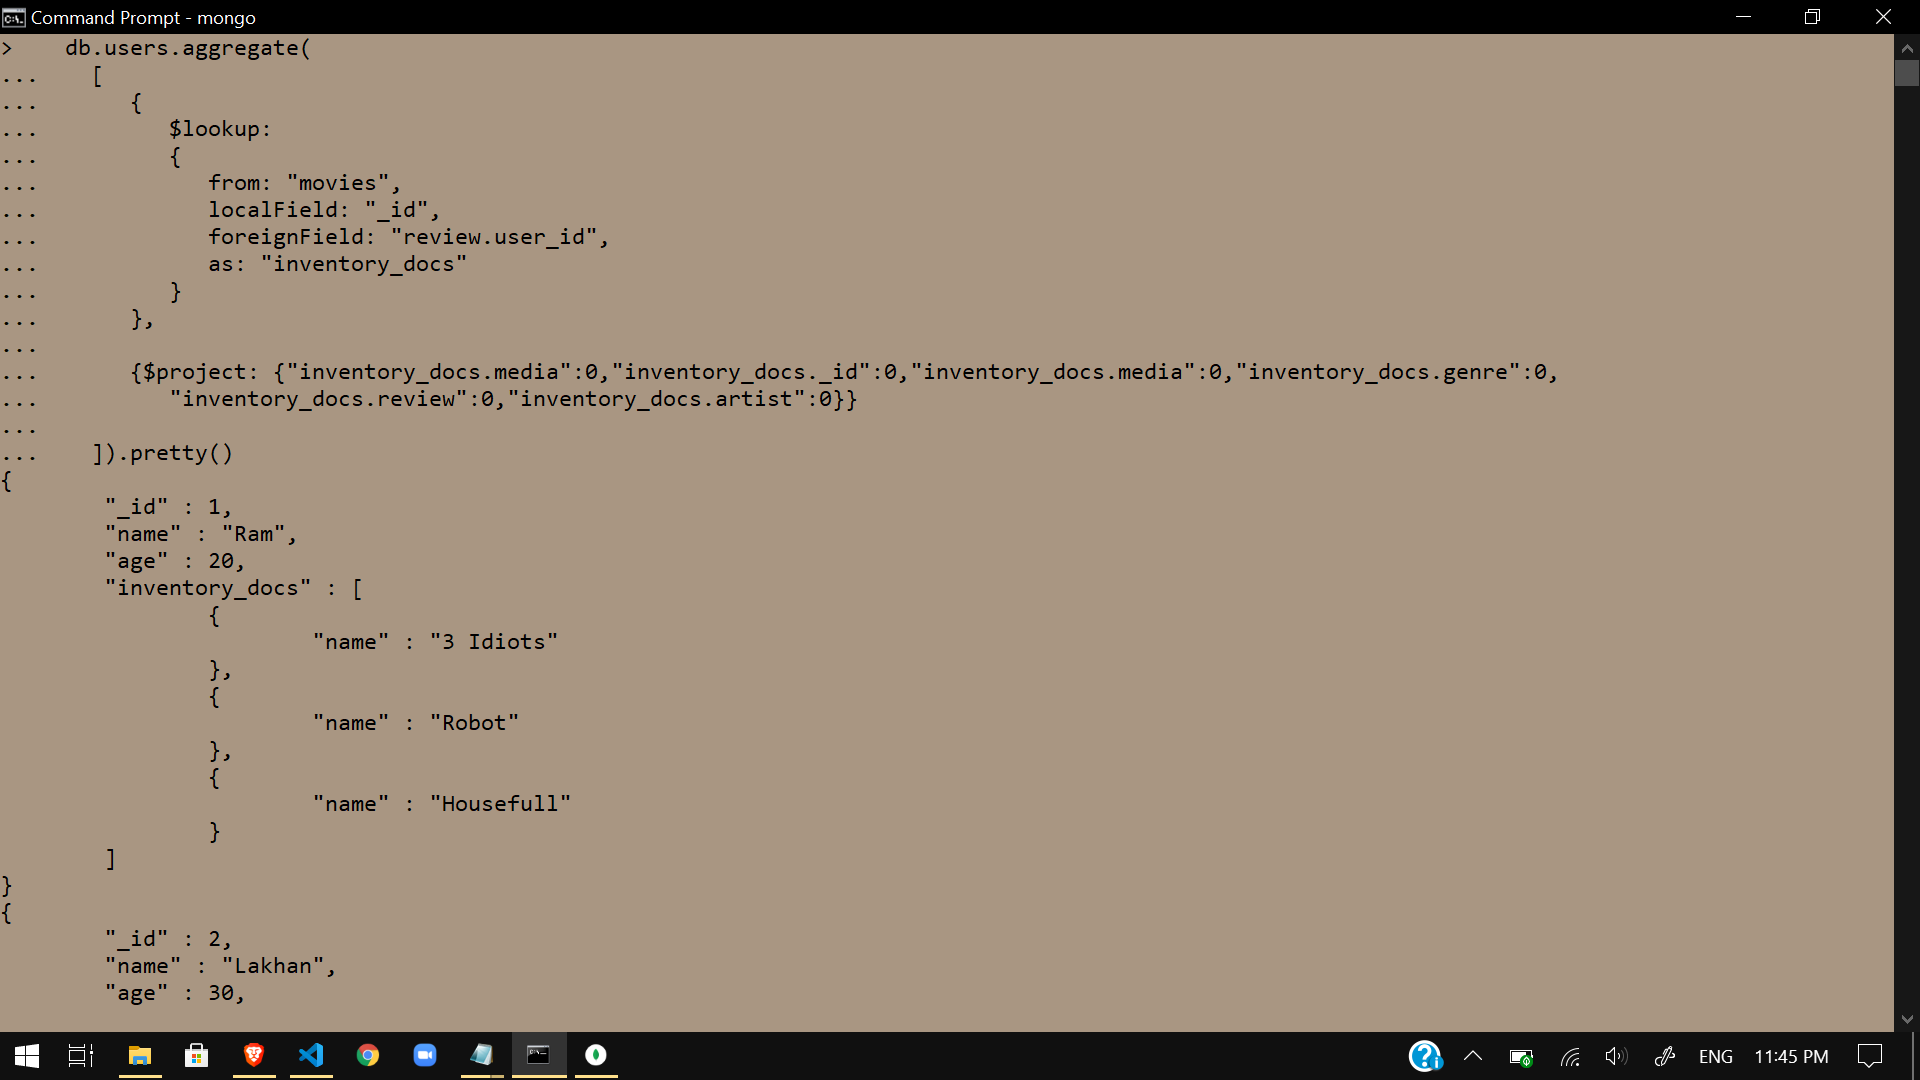 Command Prompt - mongo
>    db.users.aggregate(
...    [
...       {
...          $lookup:
...          {
...             from: "movies",
...             localField: "_id",
...             foreignField: "review.user_id",
...             as: "inventory_docs"
...          }
...       },
...
...       {$project: {"inventory_docs.media":0,"inventory_docs._id":0,"inventory_docs.media":0,"inventory_docs.genre":0,
...          "inventory_docs.review":0,"inventory_docs.artist":0}}
...
...    ]).pretty()
{
        "_id" : 1,
        "name" : "Ram",
        "age" : 20,
        "inventory_docs" : [
                {
                        "name" : "3 Idiots"
                },
                {
                        "name" : "Robot"
                },
                {
                        "name" : "Housefull"
                }
        ]
}
{
        "_id" : 2,
        "name" : "Lakhan",
        "age" : 30,
ENG 11:45 PM